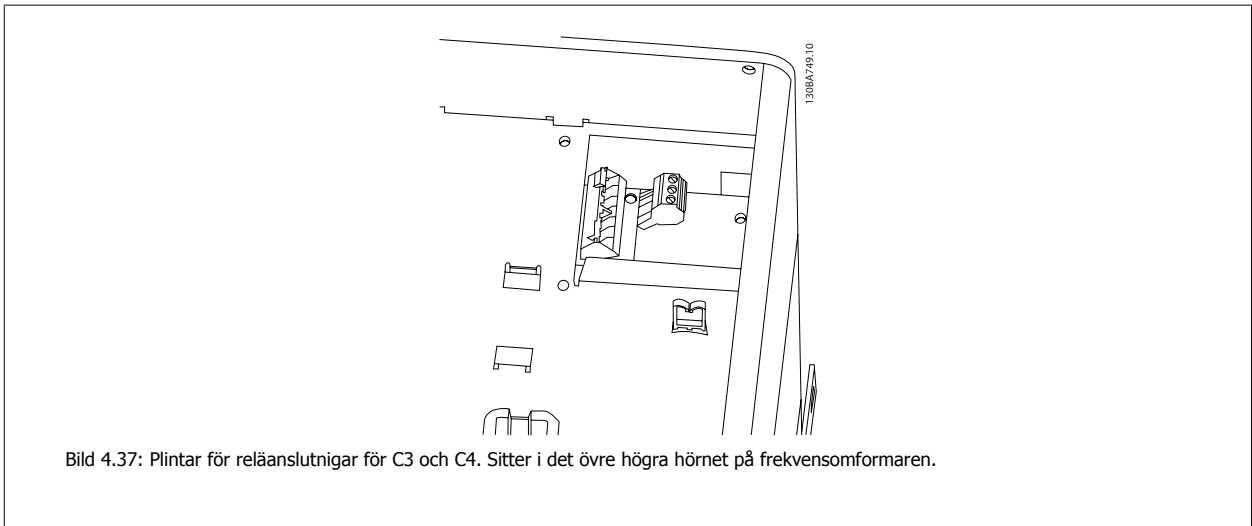 130BA749.10
Bild 4.37: Plintar för reläanslutnigar för C3 och C4. Sitter i det övre högra hörnet på frekvensomformaren.